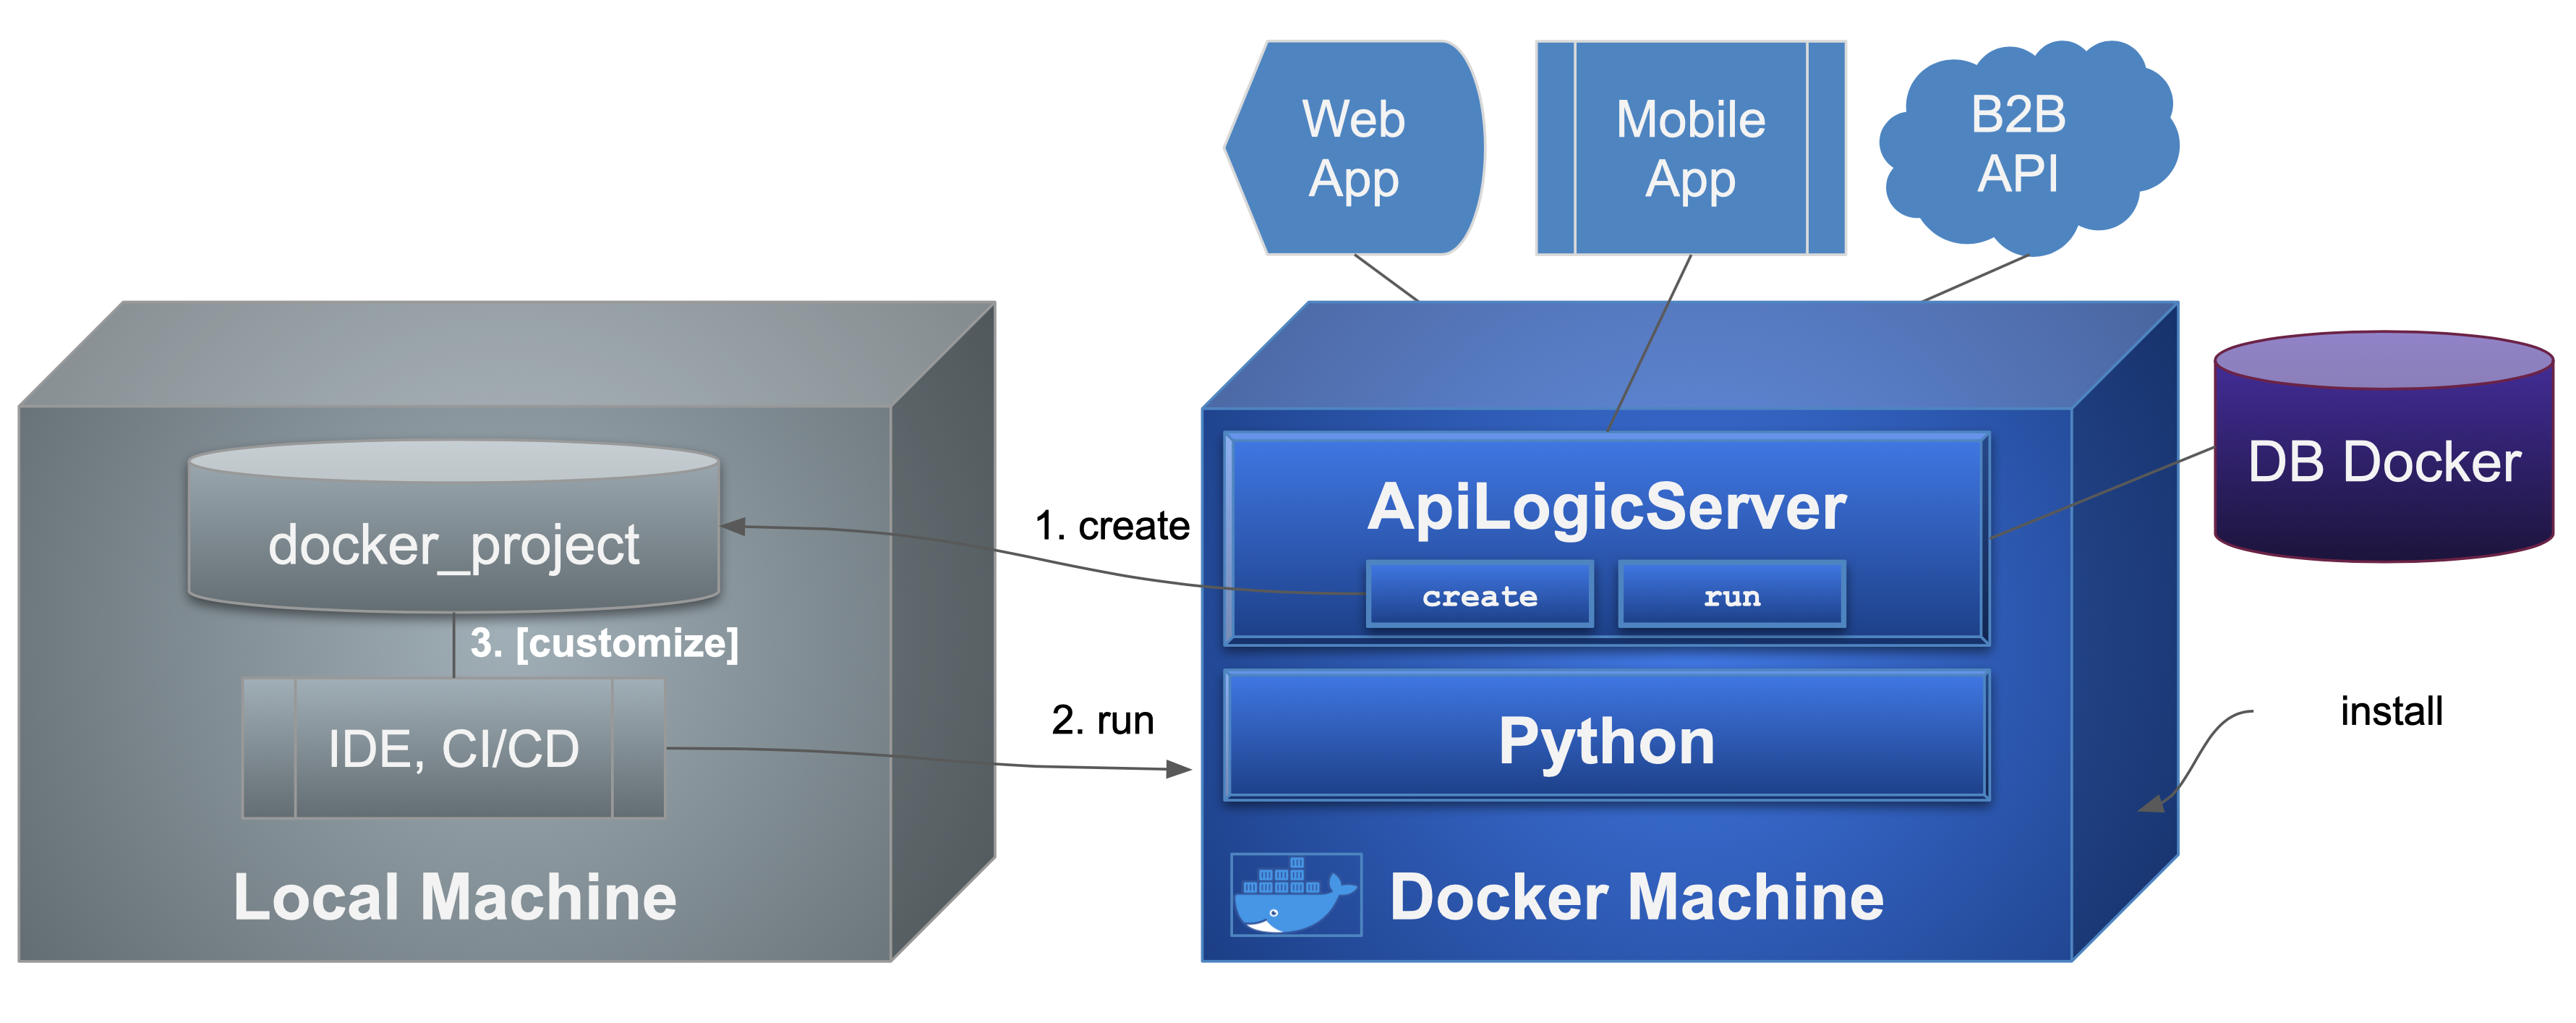 Web
App
Mobile
App
B2B
API
docker_project
3. [customize]
IDE, CI/CD
Local Machine
1. create
2. run
ApiLogicServer
create
run
Python
Docker Machine
DB Docker
install